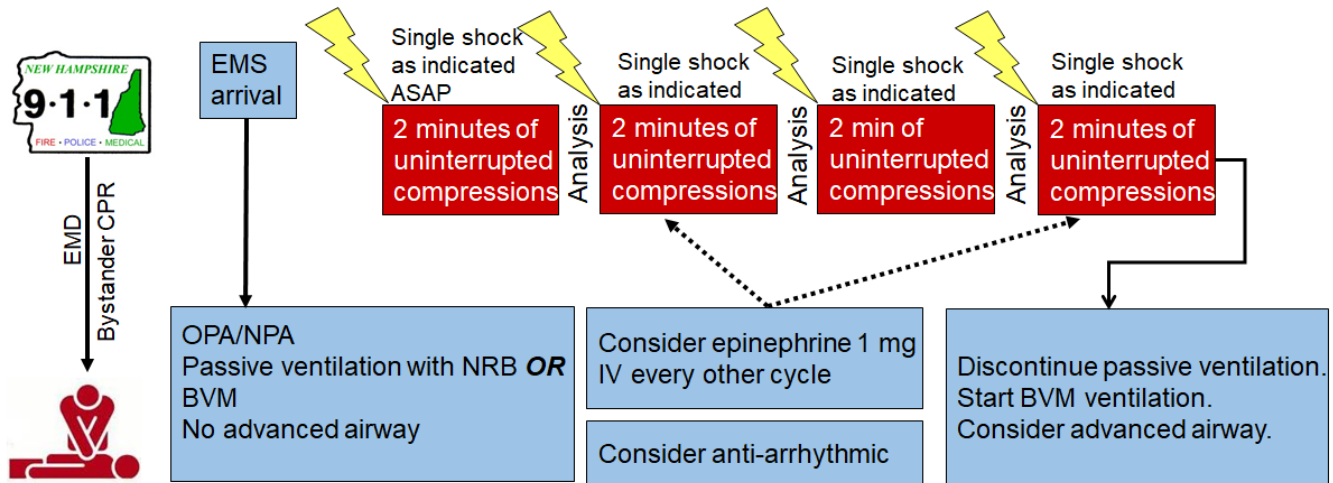 NEW HAMPSHIRE
9·1·1
FIRE • POLICE • MEDICAL
EMD
Bystander CPR
EMS
arrival
Single shock
as indicated
ASAP
2 minutes of
uninterrupted
compressions
Analysis
Single shock
as indicated
2 minutes of
uninterrupted
compressions
Analysis
Single shock
as indicated
2 min of
uninterrupted
compressions
Analysis
Single shock
as indicated
2 minutes of
uninterrupted
compressions
OPA/NPA
Passive ventilation with NRB OR
BVM
No advanced airway
Consider epinephrine 1 mg
IV every other cycle
Consider anti-arrhythmic
Discontinue passive ventilation.
Start BVM ventilation.
Consider advanced airway.